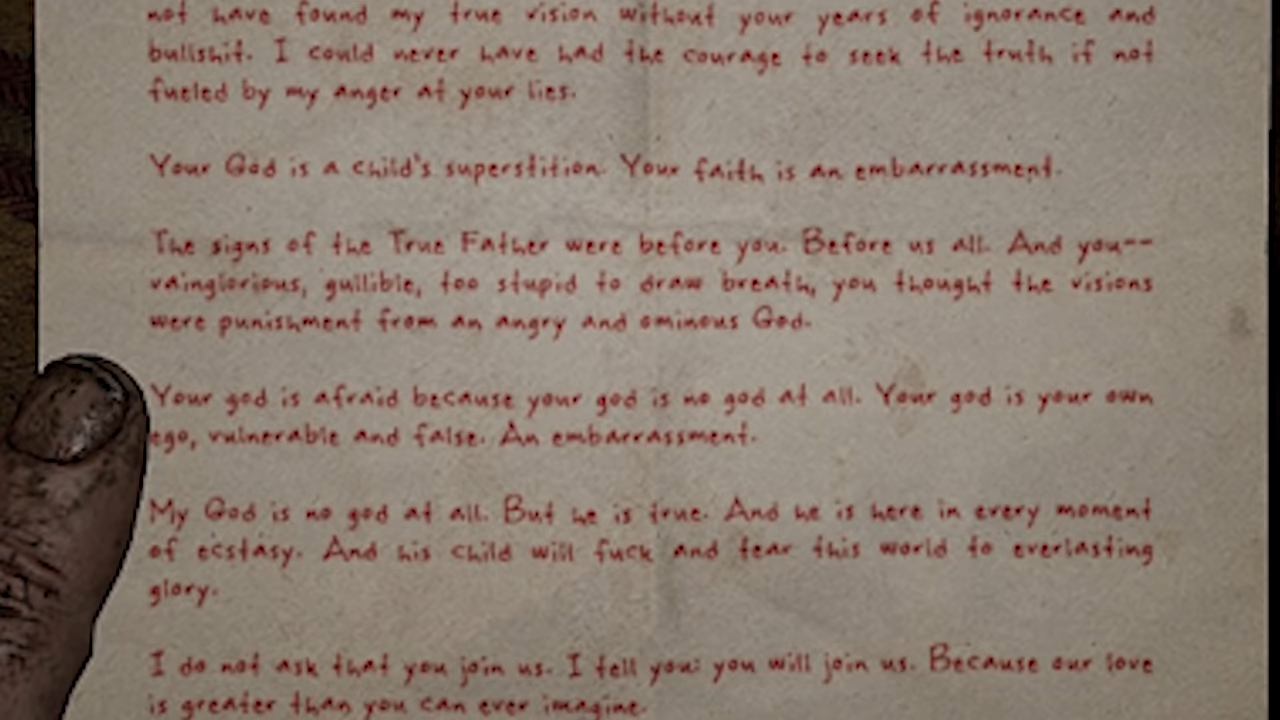 not have found my true vision without your years of ignorance and
bullshit. I could never have had the courage to seek the truth if not
fueled by my anger at your lies.
Your God is a child's superstition. Your faith is an embarrassment.
The signs of the True Father were before you. Before us all. And you--
vainglorious, gullible, too stupid to draw breath, you thought the visions
were punishment from an angry and ominous God.
Your god is afraid because your god is no god at all. Your god is your own
ego, vulnerable and false. An embarrassment.
My God is no god at all. But he is true. And he is here in every moment
of ecstasy. And his child will fuck and tear this world to everlasting
glory.
I do not ask that you join us. I tell you: you will join us. Because our love
is greater than you can ever imagine.